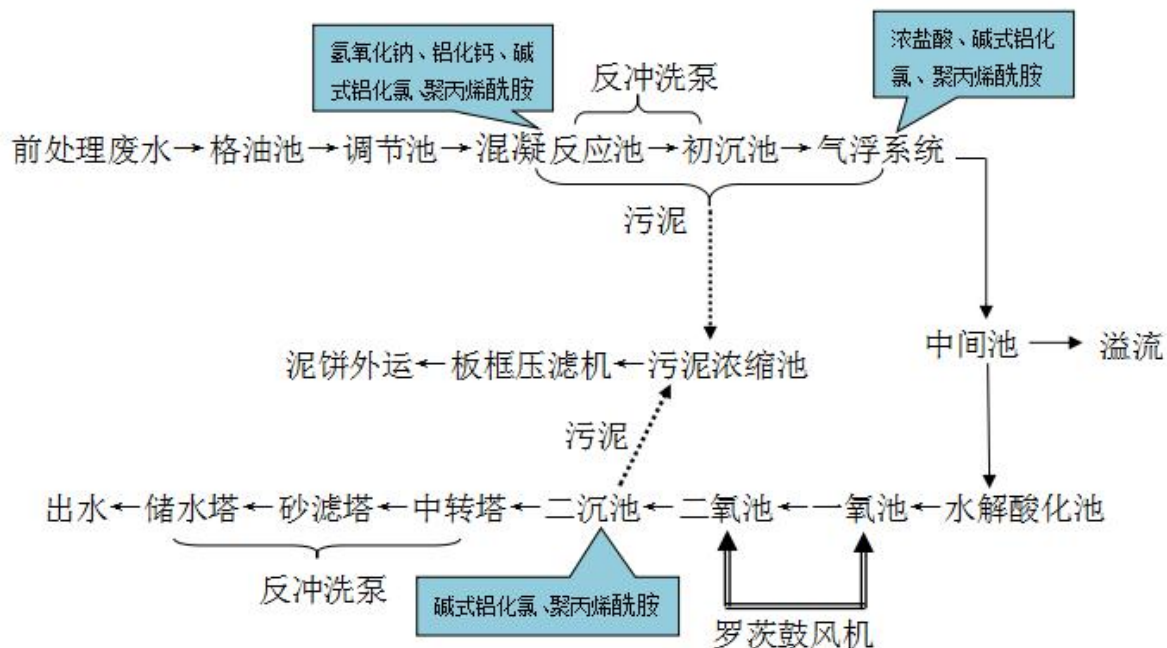 氢氧化钠、铝化钙、碱
式铝化氯、聚丙烯酰胺
浓盐酸、碱式铝化
氯、聚丙烯酰胺
反冲洗泵
前处理废水→格油池→调节池→混凝反应池→初沉池→气浮系统
污泥
中间池→溢流
泥饼外运←板框压滤机←污泥浓缩池
污泥
出水←储水塔←砂滤塔←中转塔←二沉池←二氧池←一氧池←水解酸化池
反冲洗泵
碱式铝化氯、聚丙烯酰胺
罗茨鼓风机